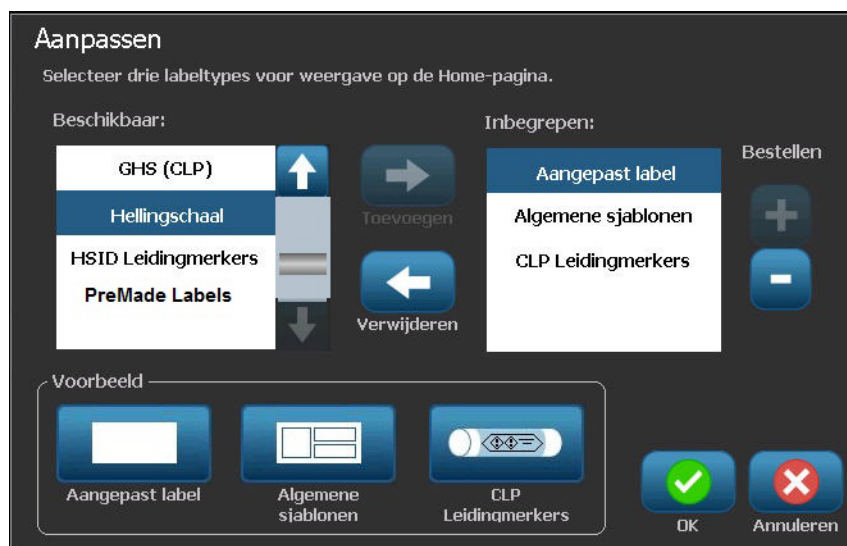 Aanpassen
Selecteer drie labeltypes voor weergave op de Home-pagina.
Beschikbaar:
GHS (CLP)
Hellingschaal
HSID Leidingmerkers
PreMade Labels
Toevoegen
Verwijderen
Inbegrepen:
Aangepast label
Algemene sjablonen
CLP Leidingmerkers
Bestellen
Voorbeeld
Aangepast label
Algemene
sjablonen
CLP
Leidingmerkers
OK
Annuleren